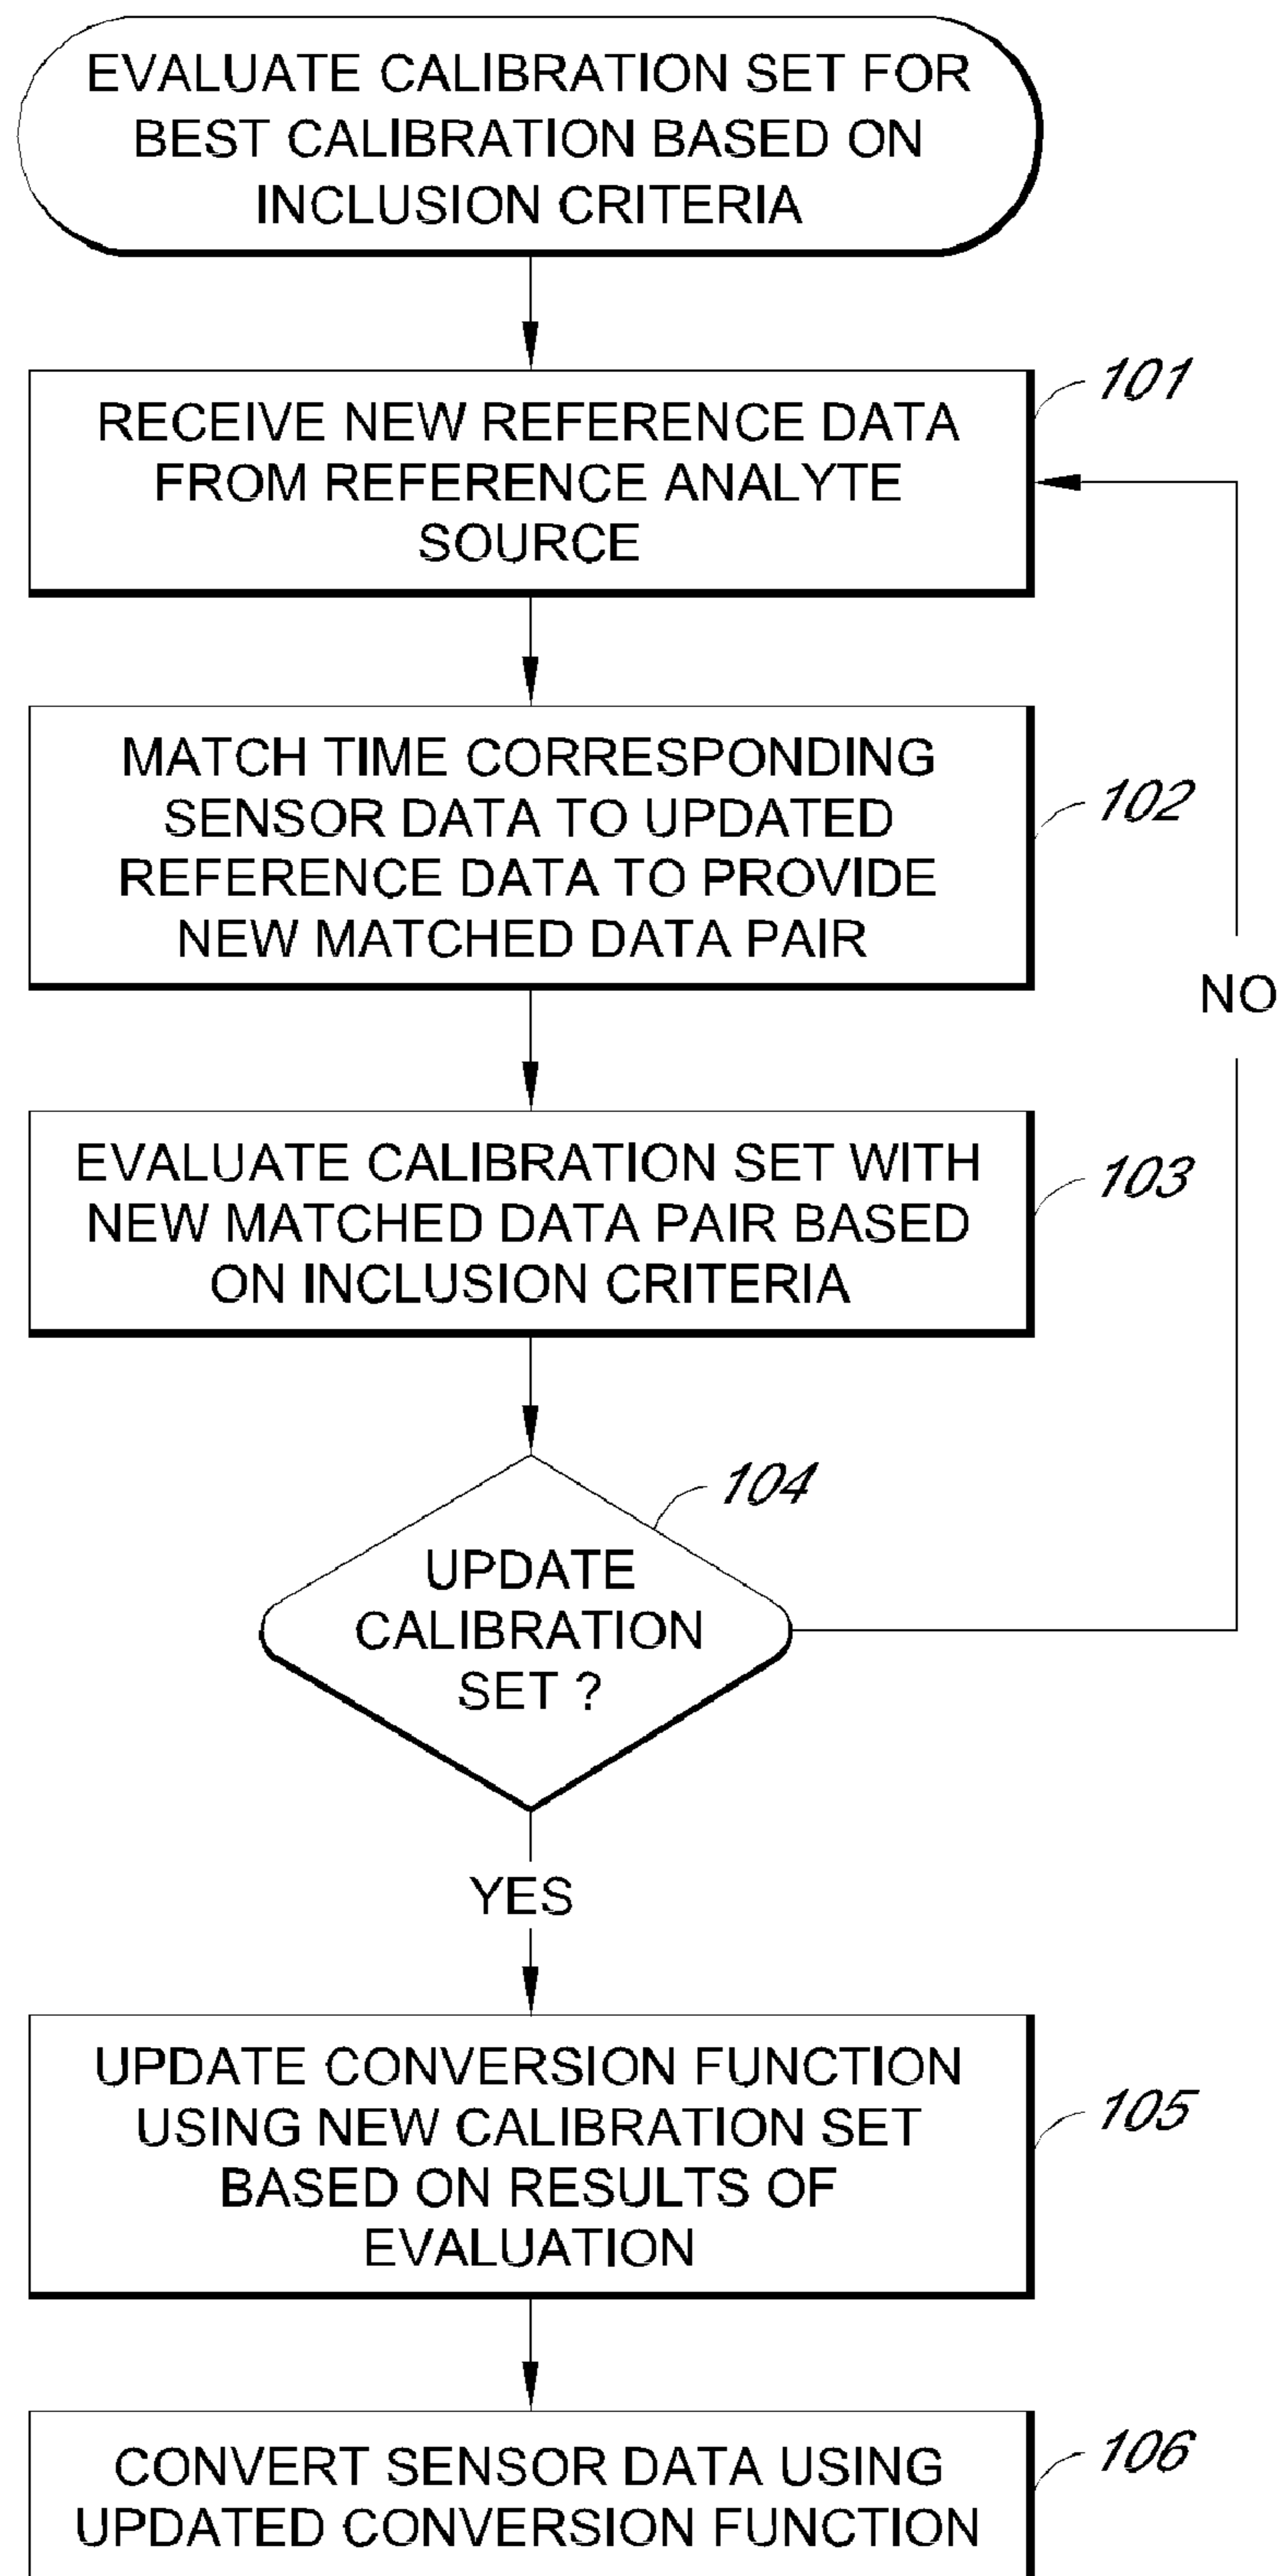 EVALUATE CALIBRATION SET FOR
BEST CALIBRATION BASED ON
INCLUSION CRITERIA
101
RECEIVE NEW REFERENCE DATA
FROM REFERENCE ANALYTE
SOURCE
102
MATCH TIME CORRESPONDING
SENSOR DATA TO UPDATED
REFERENCE DATA TO PROVIDE
NEW MATCHED DATA PAIR
NO
103
EVALUATE CALIBRATION SET WITH
NEW MATCHED DATA PAIR BASED
ON INCLUSION CRITERIA
104
UPDATE
CALIBRATION
SET ?
YES
105
UPDATE CONVERSION FUNCTION
USING NEW CALIBRATION SET
BASED ON RESULTS OF
EVALUATION
106
CONVERT SENSOR DATA USING
UPDATED CONVERSION FUNCTION